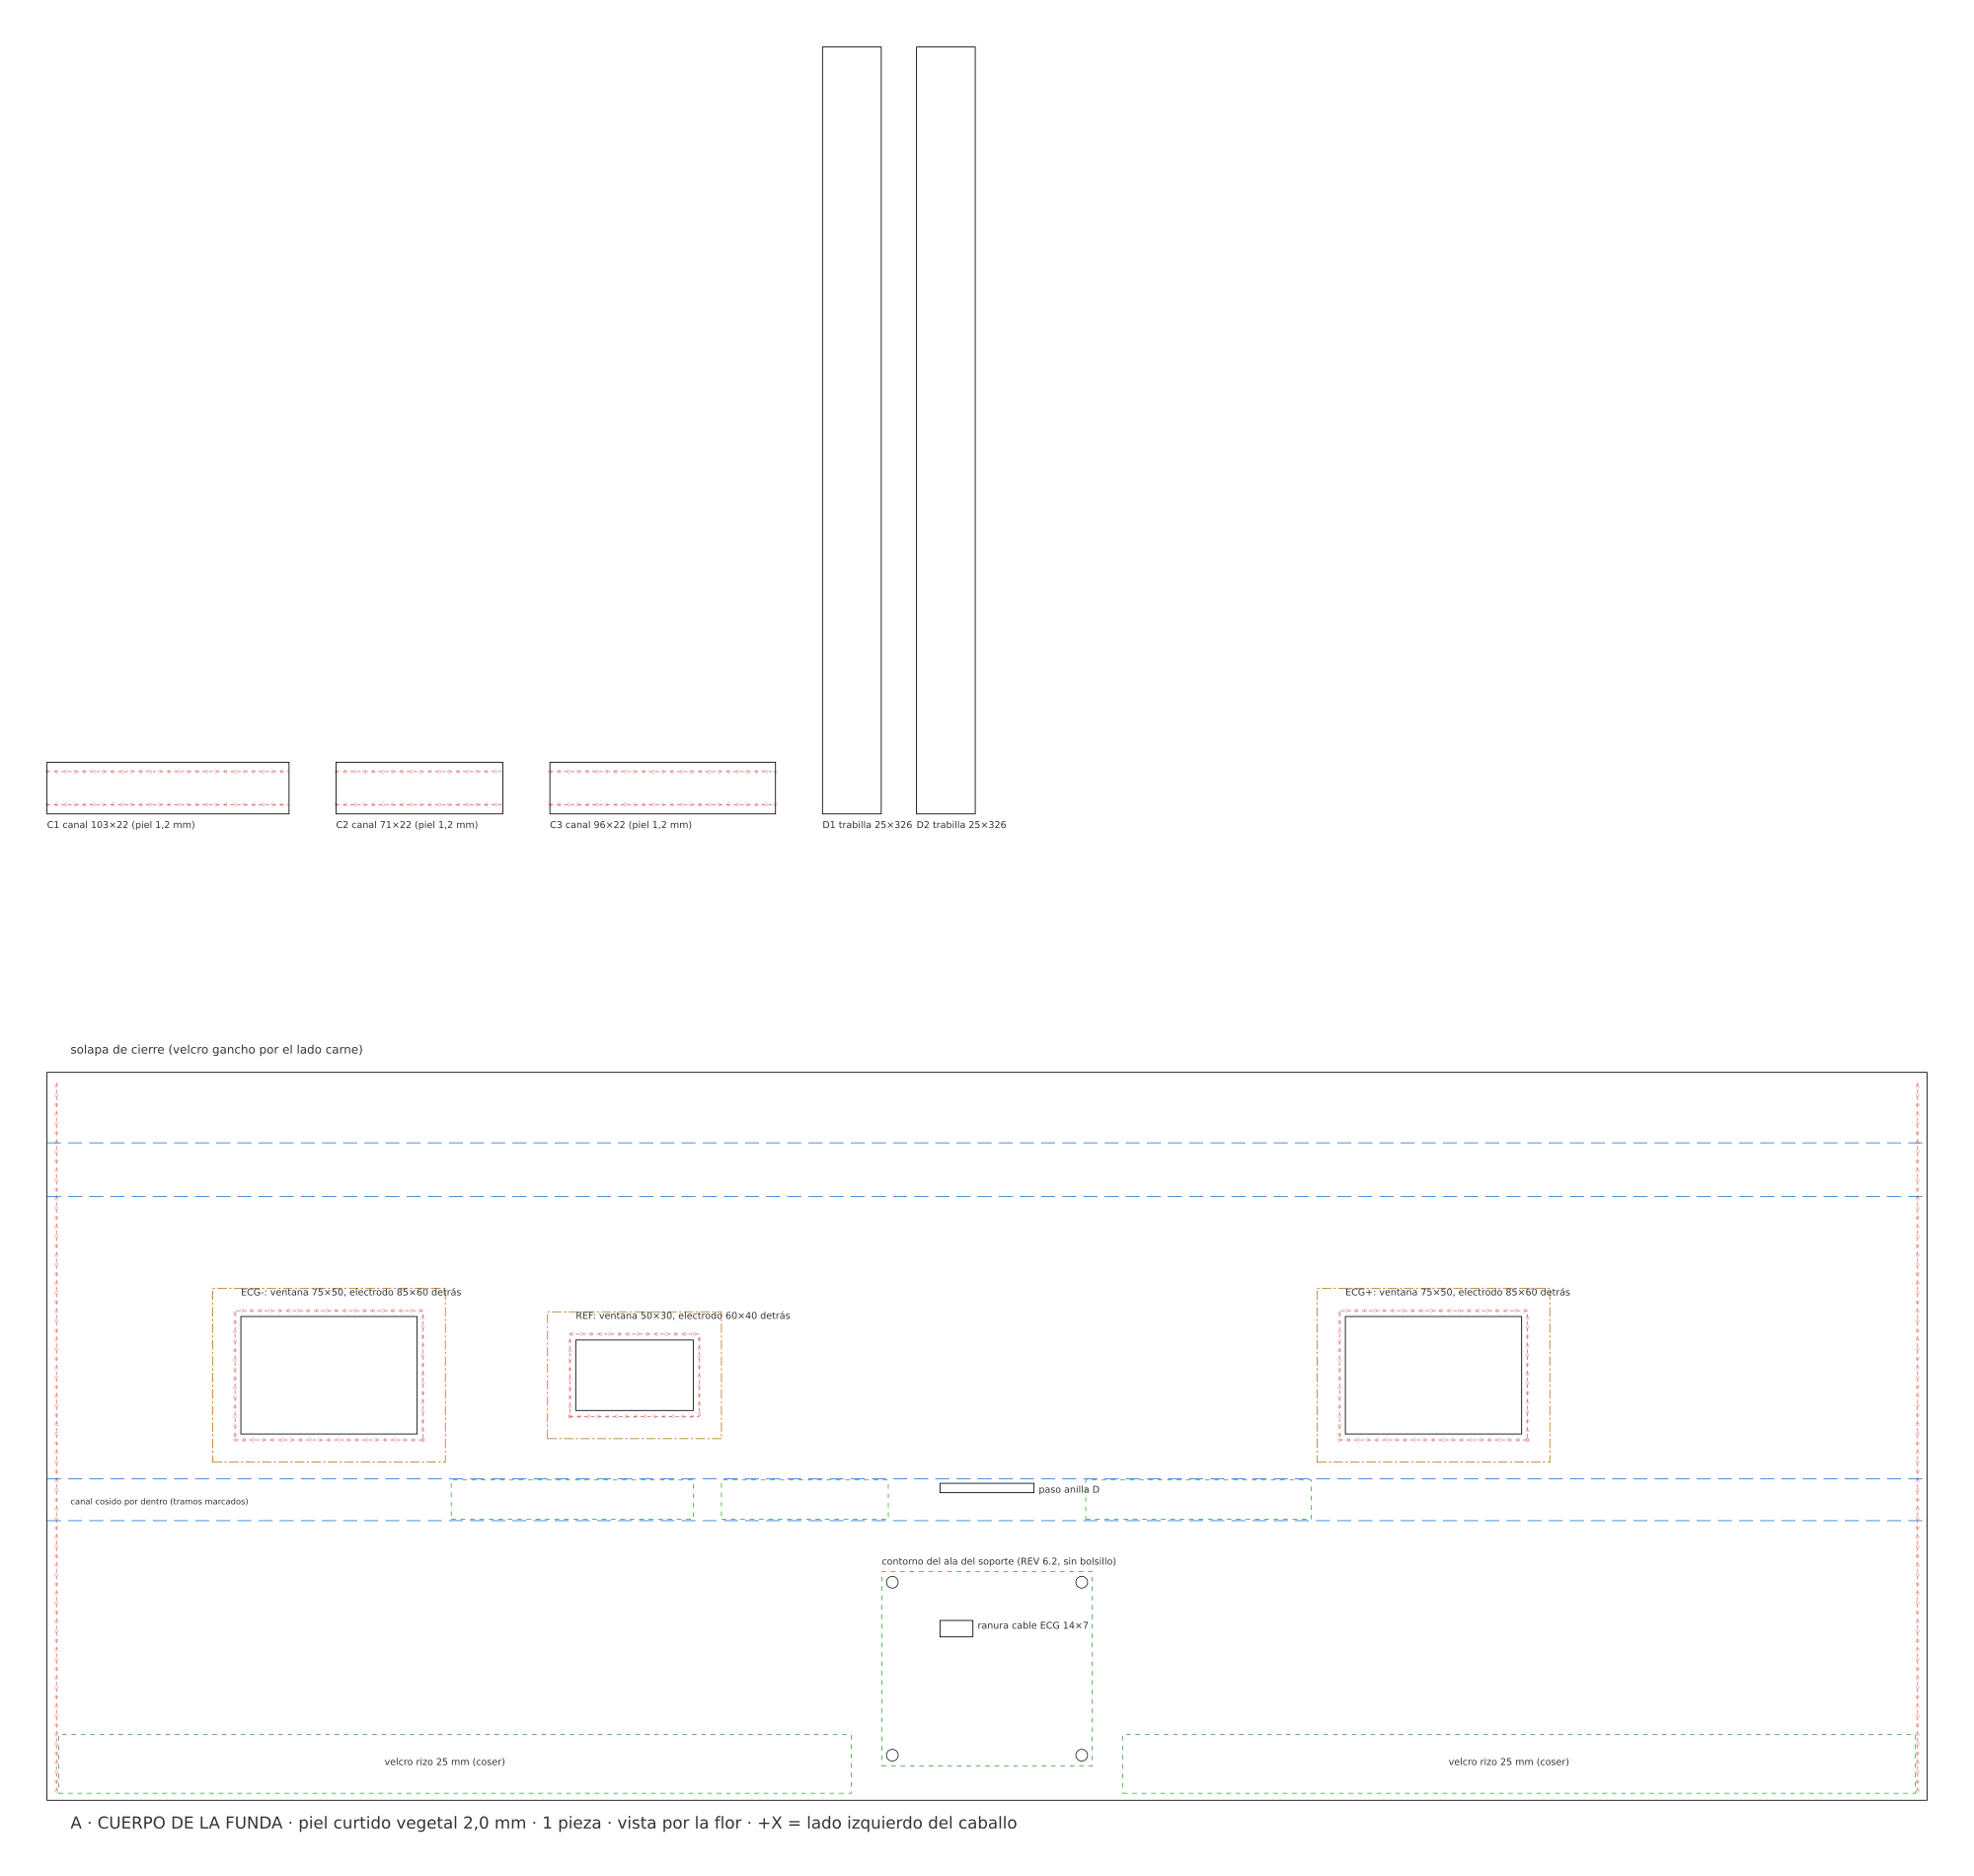 C1 canal 103×22 (piel 1,2 mm)
C2 canal 71×22 (piel 1,2 mm)
C3 canal 96×22 (piel 1,2 mm)
D1 trabilla 25×326
D2 trabilla 25×326
solapa de cierre (velcro gancho por el lado carne)
ECG-: ventana 75×50, electrodo 85×60 detrás
REF: ventana 50×30, electrodo 60×40 detrás
ECG+: ventana 75×50, electrodo 85×60 detrás
paso anilla D
canal cosido por dentro (tramos marcados)
contorno del ala del soporte (REV 6.2, sin bolsillo)
ranura cable ECG 14×7
velcro rizo 25 mm (coser)
velcro rizo 25 mm (coser)
A · CUERPO DE LA FUNDA · piel curtido vegetal 2,0 mm · 1 pieza · vista por la flor · +X = lado izquierdo del caballo